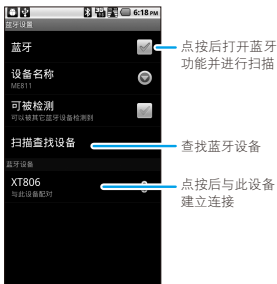 6:18 PM
蓝牙设置
蓝牙
点按后打开蓝牙
功能并进行扫描
设备名称
ME811
可被检测
可以被其它蓝牙设备检测到
扫描查找设备
查找蓝牙设备
蓝牙设备
XT806
与此设备配对
点按后与此设备
建立连接